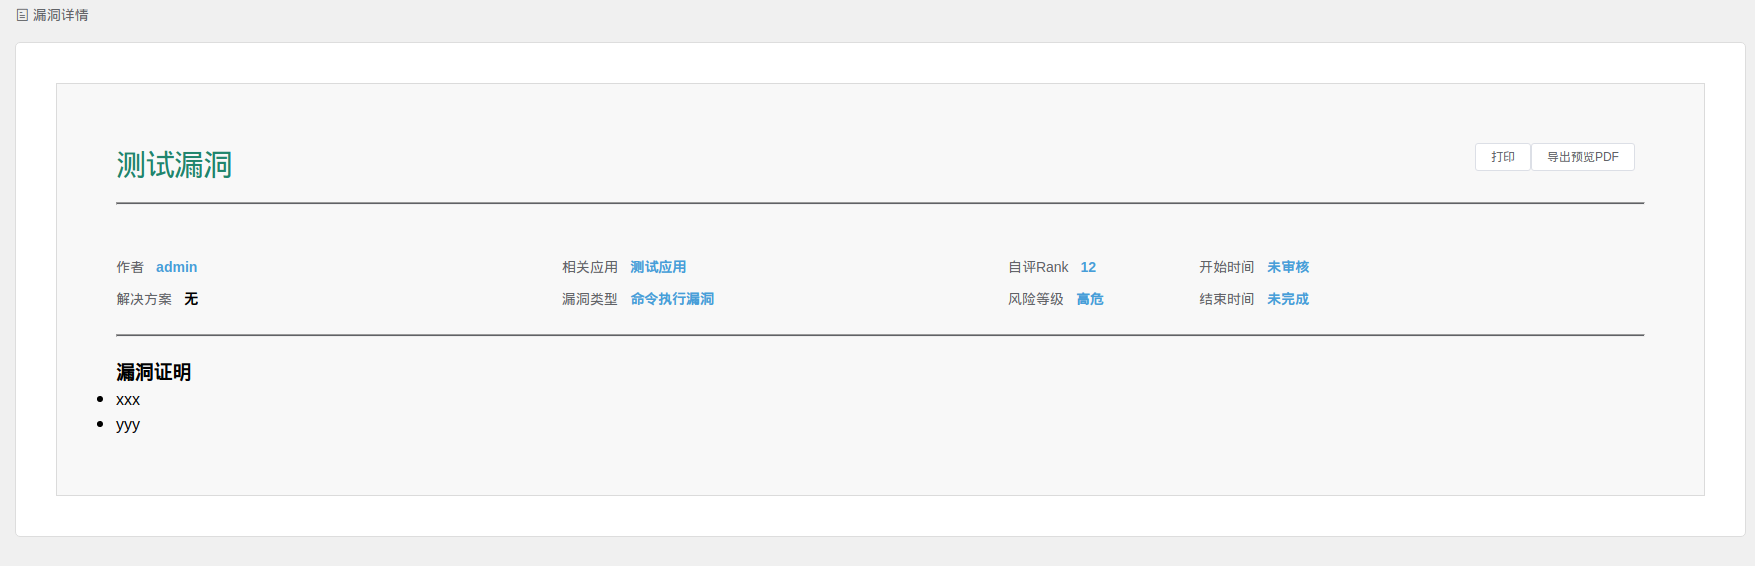 漏洞详情
测试漏洞
打印 导出预览PDF
作者 admin 相关应用 测试应用 自评Rank 12 开始时间 未审核
解决方案 无 漏洞类型 命令执行漏洞 风险等级 高危 结束时间 未完成
漏洞证明
xxx
yyy